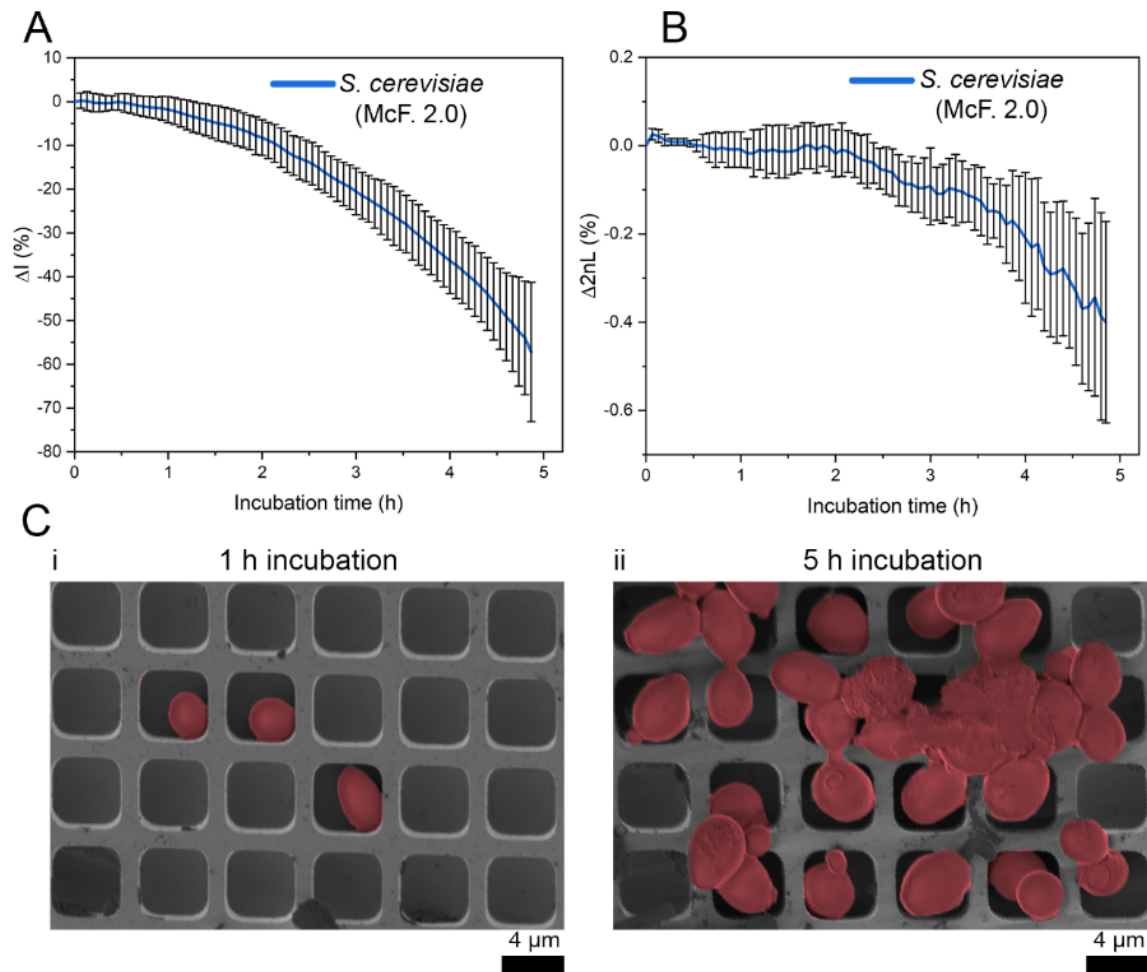 A
10
0
-10
-20
-30
-40
-50
-60
-70
-80
ΔI (%)
S. cerevisiae
(McF. 2.0)
0 1 2 3 4 5
Incubation time (h)
B
0.2
0.0
-0.2
-0.4
-0.6
Δ2nL (%)
S. cerevisiae
(McF. 2.0)
0 1 2 3 4 5
Incubation time (h)
C
i 1 h incubation
4 µm
ii 5 h incubation
4 µm